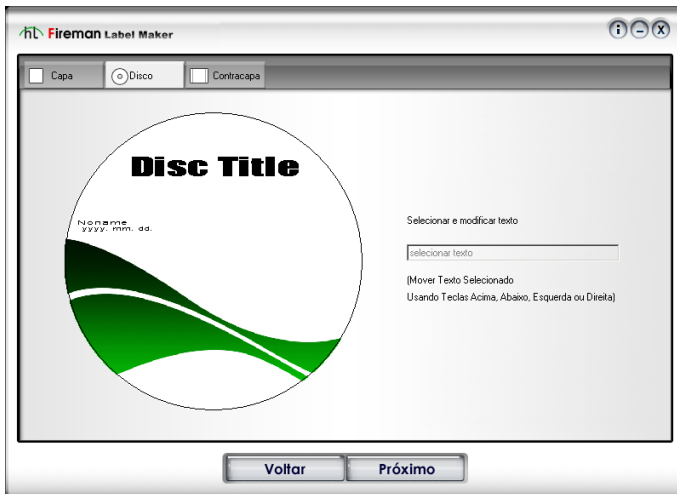 Fireman Label Maker
Capa
Disco
Contracapa
Disc Title
Noname
yyyy. mm. dd.
Selecionar e modificar texto
selecionar texto
(Mover Texto Selecionado
Usando Teclas Acima, Abaixo, Esquerda ou Direita)
Voltar
Próximo